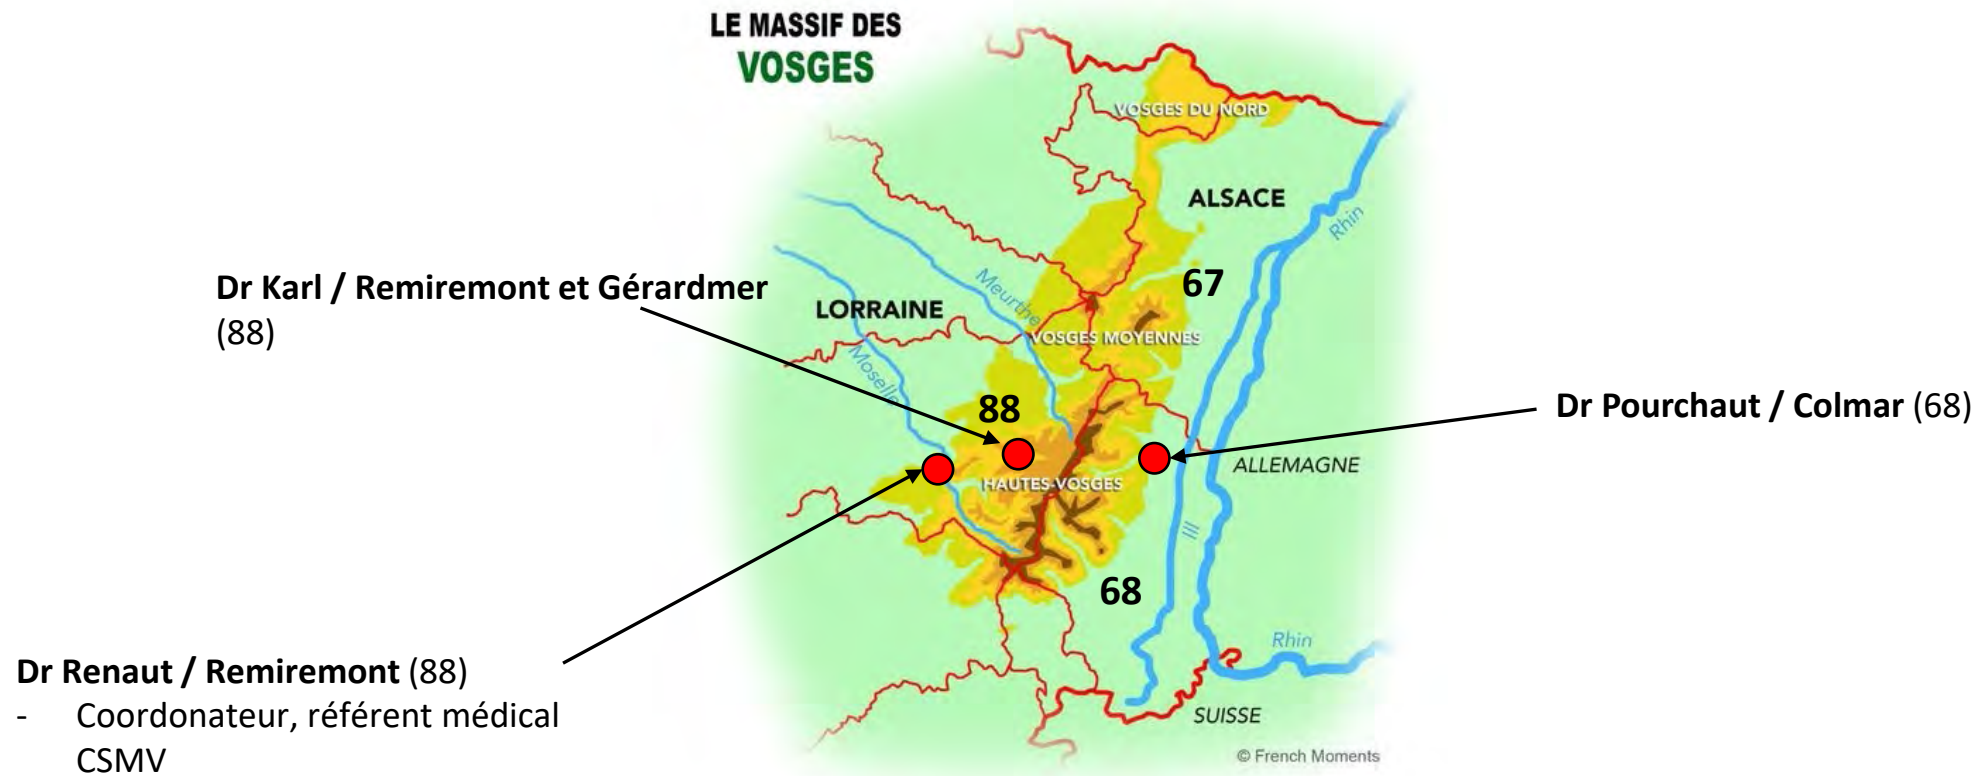 LE MASSIF DES
VOSGES
VOSGES DU NORD
ALSACE
Rhin
67
Dr Karl / Remiremont et Gérardmer
(88)
Meurthe
LORRAINE
VOSGES MOYENNES
Moselle
88
Dr Pourchaut / Colmar (68)
ALLEMAGNE
HAUTES-VOSGES
Ill
68
Rhin
Dr Renaut / Remiremont (88)
- Coordonateur, référent médical
CSMV
SUISSE
© French Moments